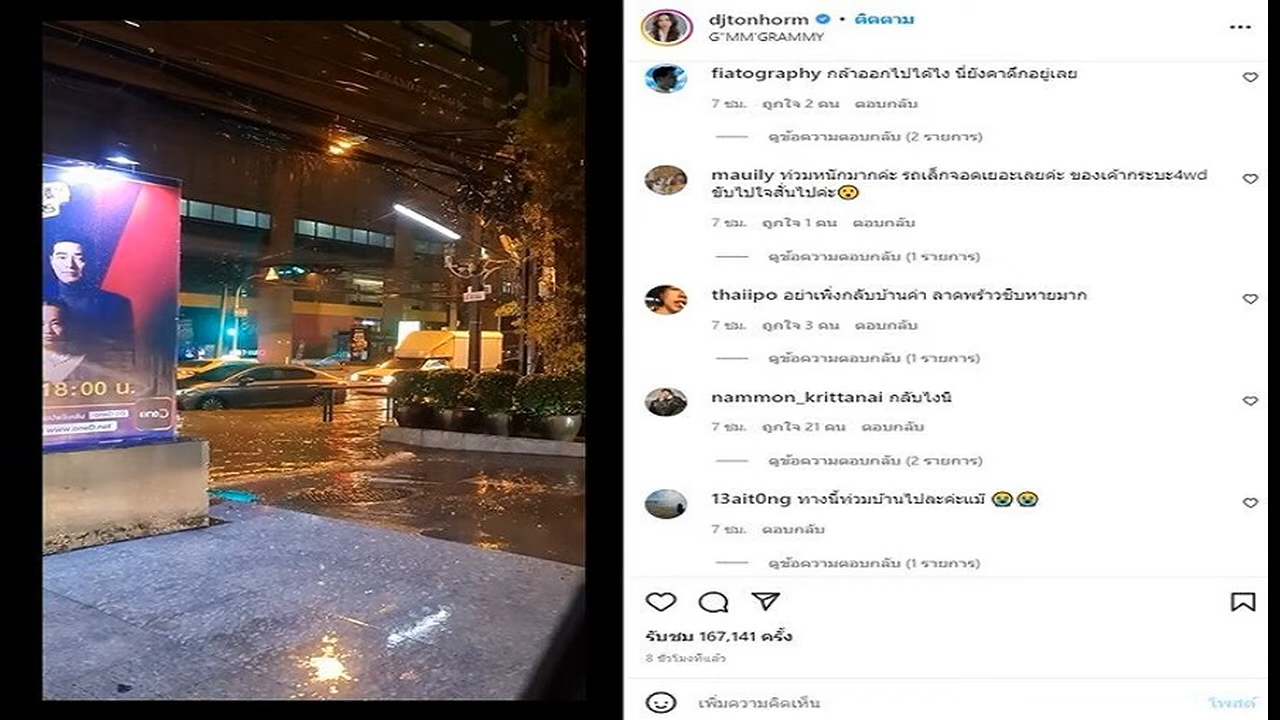 18:00 น.
djtonhorm • ติดตาม
G"MM'GRAMMY
fiatography กล้าออกไปได้ไง นี่ยังคาตึกอยู่เลย
7 ชม. ถูกใจ 2 คน ตอบกลับ
ดูข้อความตอบกลับ (2 รายการ)
mauily ท่วมหนักมากค่ะ รถเล็กจอดเยอะเลยค่ะ ของเค้ากระบะ4wd
ขับไปใจสั่นไปค่ะ😮
7 ชม. ถูกใจ 1 คน ตอบกลับ
ดูข้อความตอบกลับ (1 รายการ)
thaiipo อย่าเพิ่งกลับบ้านค่า ลาดพร้าวชิบหายมาก
7 ชม. ถูกใจ 3 คน ตอบกลับ
ดูข้อความตอบกลับ (1 รายการ)
nammon_krittanai กลับไงนิ
7 ชม. ถูกใจ 21 คน ตอบกลับ
ดูข้อความตอบกลับ (2 รายการ)
13ait0ng ทางนี้ท่วมบ้านไปละค่ะแม๊ 😭😭
7 ชม. ตอบกลับ
ดูข้อความตอบกลับ (1 รายการ)
รับชม 167,141 ครั้ง
8 ชั่วโมงที่แล้ว
เพิ่มความคิดเห็น
โพสต์